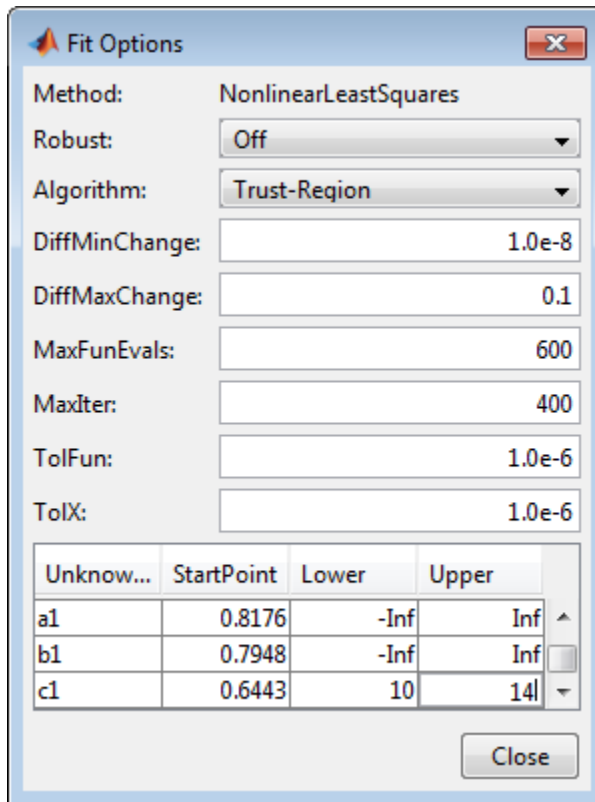 Fit Options
Method: NonlinearLeastSquares
Robust: Off
Algorithm: Trust-Region
DiffMinChange: 1.0e-8
DiffMaxChange: 0.1
MaxFunEvals: 600
MaxIter: 400
TolFun: 1.0e-6
TolX: 1.0e-6
Unknow... StartPoint Lower Upper
a1 0.8176 -Inf Inf
b1 0.7948 -Inf Inf
c1 0.6443 10 14
Close